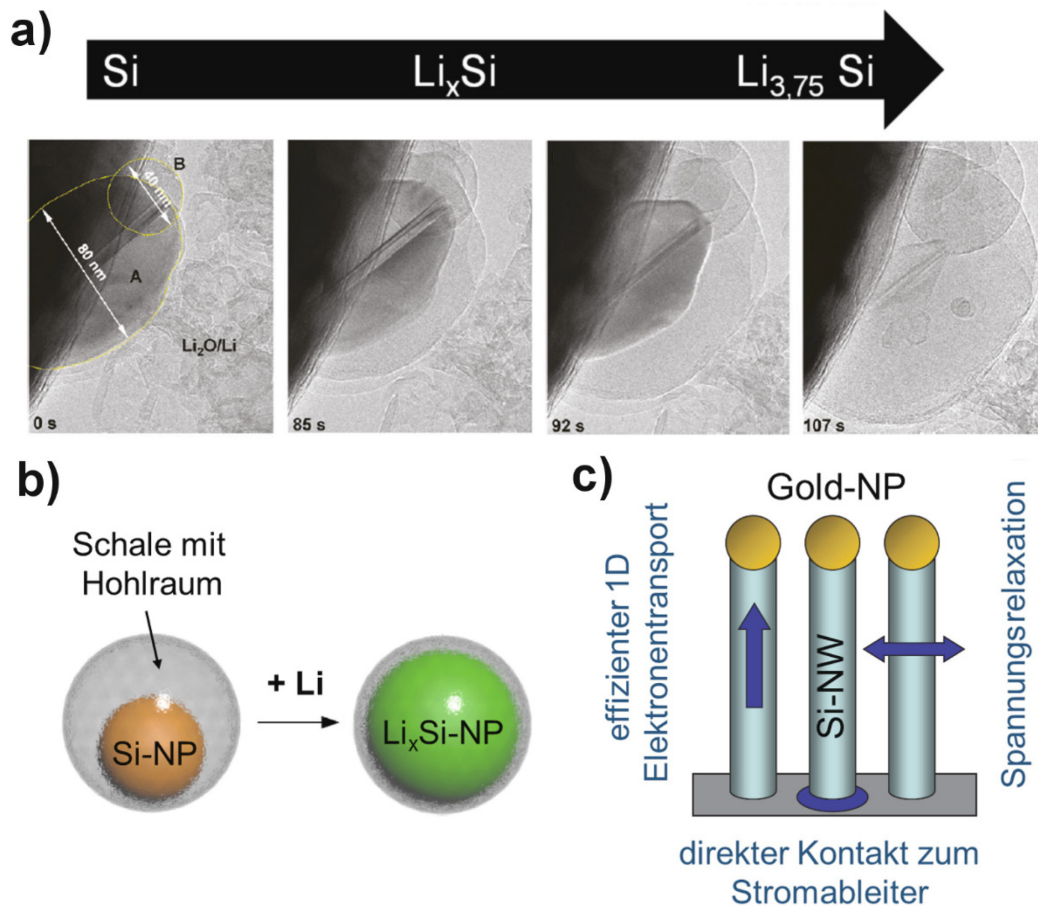 a)
Si
LiₓSi
Li₃,₇₅ Si
B
40 nm
80 nm
A
Li₂O/Li
0 s
85 s
92 s
107 s
b)
Schale mit
Hohlraum
Si-NP
+ Li
LiₓSi-NP
c)
Gold-NP
effizienter 1D
Elektronentransport
Si-NW
Spannungsrelaxation
direkter Kontakt zum
Stromableiter